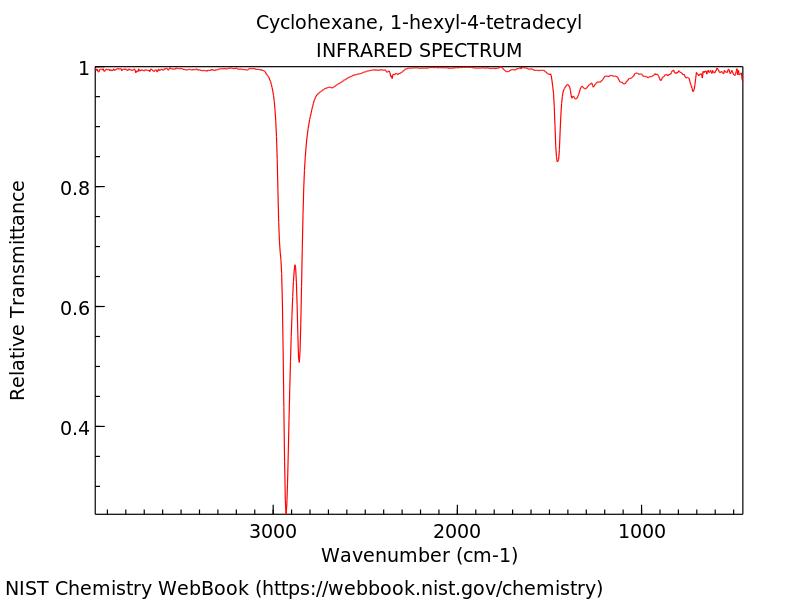 Cyclohexane, 1-hexyl-4-tetradecyl
INFRARED SPECTRUM
1
0.8
0.6
0.4
Relative Transmittance
3000 2000 1000
Wavenumber (cm-1)
NIST Chemistry WebBook (https://webbook.nist.gov/chemistry)